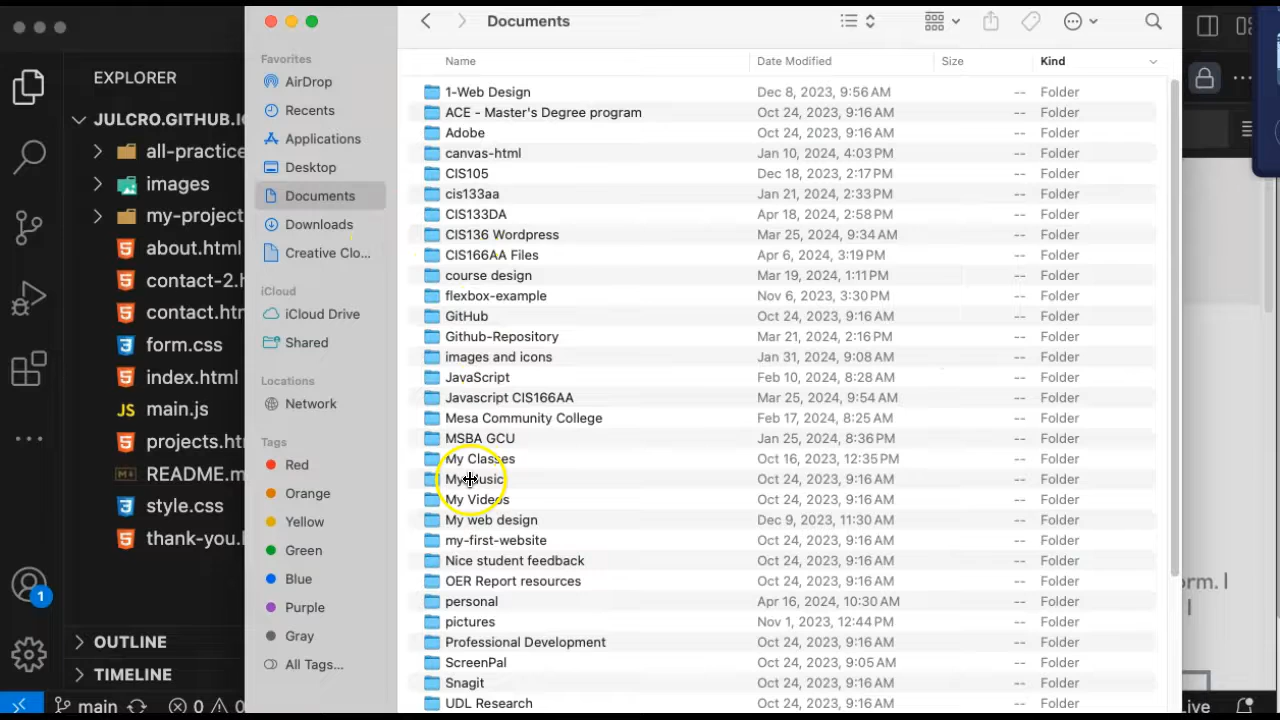 Documents
Name Date Modified Size Kind
1-Web Design Dec 8, 2023, 9:56 AM -- Folder
ACE - Master's Degree program Oct 24, 2023, 9:16 AM -- Folder
Adobe Oct 24, 2023, 9:16 AM -- Folder
canvas-html Jan 10, 2024, 4:03 PM -- Folder
CIS105 Dec 18, 2023, 2:17 PM -- Folder
cis133aa Jan 21, 2024, 2:33 PM -- Folder
CIS133DA Apr 18, 2024, 2:58 PM -- Folder
CIS136 Wordpress Mar 25, 2024, 9:34 AM -- Folder
CIS166AA Files Apr 6, 2024, 3:19 PM -- Folder
course design Mar 19, 2024, 1:11 PM -- Folder
flexbox-example Nov 6, 2023, 3:30 PM -- Folder
GitHub Oct 24, 2023, 9:16 AM -- Folder
Github-Repository Mar 21, 2024, 2:16 PM -- Folder
images and icons Jan 31, 2024, 9:08 AM -- Folder
JavaScript Feb 10, 2024, 8:28 AM -- Folder
Javascript CIS166AA Mar 25, 2024, 9:54 AM -- Folder
Mesa Community College Feb 17, 2024, 8:25 AM -- Folder
MSBA GCU Jan 25, 2024, 8:36 PM -- Folder
My Classes Oct 16, 2023, 12:35 PM -- Folder
My Music Oct 24, 2023, 9:16 AM -- Folder
My Videos Oct 24, 2023, 9:16 AM -- Folder
My web design Dec 9, 2023, 11:30 AM -- Folder
my-first-website Oct 24, 2023, 9:16 AM -- Folder
Nice student feedback Oct 24, 2023, 9:16 AM -- Folder
OER Report resources Oct 24, 2023, 9:16 AM -- Folder
personal Apr 16, 2024, 10:30 AM -- Folder
pictures Nov 1, 2023, 12:44 PM -- Folder
Professional Development Oct 24, 2023, 9:16 AM -- Folder
ScreenPal Oct 24, 2023, 9:05 AM -- Folder
Snagit Oct 24, 2023, 9:16 AM -- Folder
UDL Research Oct 24, 2023, 9:16 AM -- Folder
Favorites
AirDrop
Recents
Applications
Desktop
Documents
Downloads
Creative Clo...
iCloud
iCloud Drive
Shared
Locations
Network
Tags
Red
Orange
Yellow
Green
Blue
Purple
Gray
All Tags...
EXPLORER
JULCRO.GITHUB.I
all-practice
images
my-project
about.html
contact-2.h
contact.htm
form.css
index.html
JS main.js
projects.ht
README.m
style.css
thank-you.
OUTLINE
TIMELINE
1
main 0 0
orm. I
Live